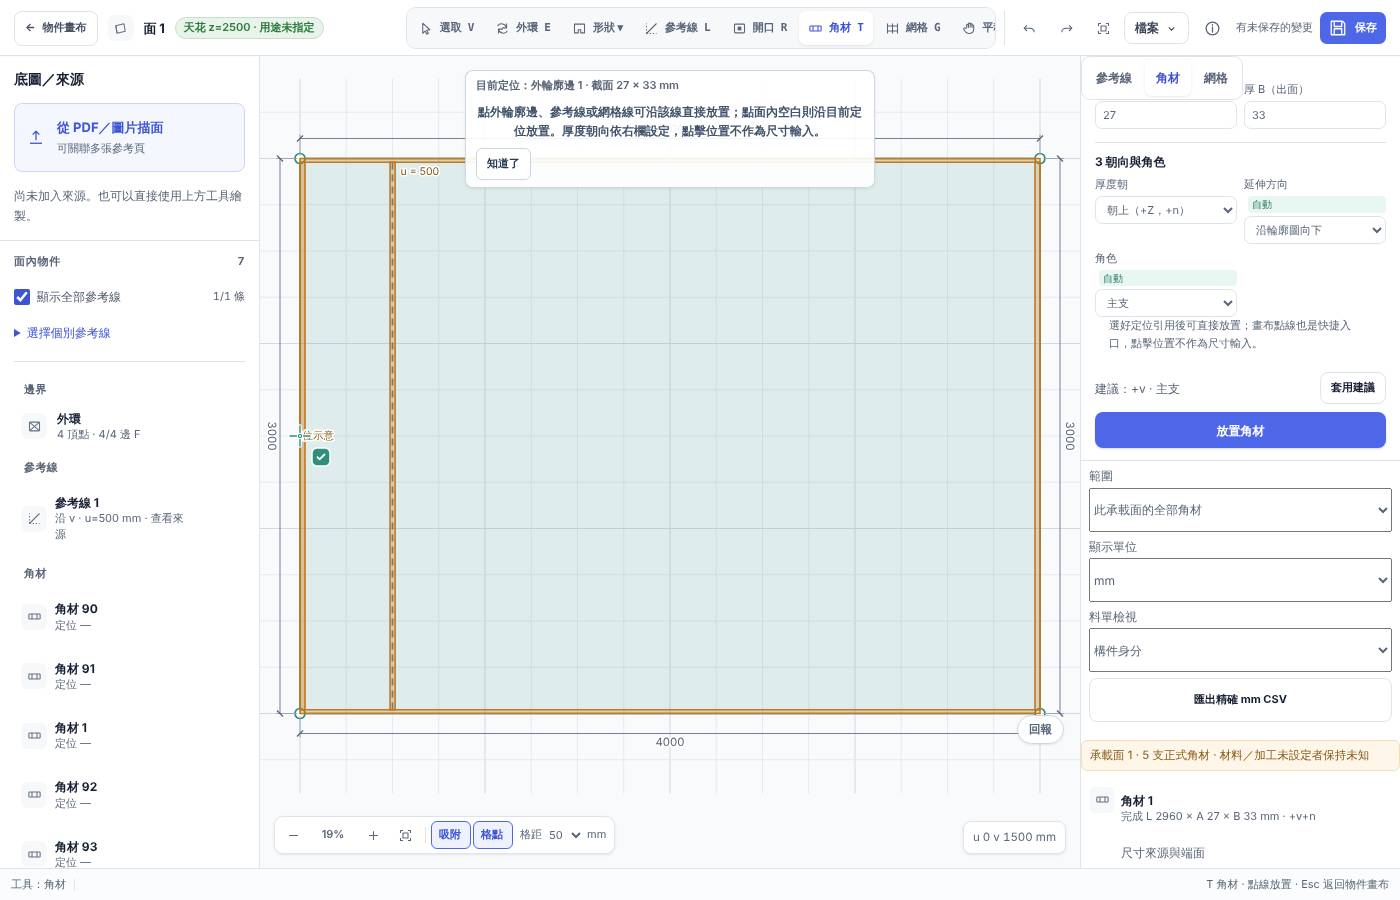 物件畫布
面 1
天花 z=2500 · 用途未指定
選取 V
外環 E
形狀▾
參考線 L
開口 R
角材 T
網格 G
檔案
有未保存的變更
保存
底圖／來源
從 PDF／圖片描面
可關聯多張參考頁
尚未加入來源。也可以直接使用上方工具繪
製。
面內物件
7
顯示全部參考線
1/1 條
選擇個別參考線
邊界
外環
4 頂點 · 4/4 邊 F
參考線
參考線 1
沿 v · u=500 mm · 查看來
源
角材
角材 90
定位 —
角材 91
定位 —
角材 1
定位 —
角材 92
定位 —
角材 93
定位 —
目前定位：外輪廓邊 1 · 截面 27 × 33 mm
點外輪廓邊、參考線或網格線可沿該線直接放置；點面內空白則沿目前定
位放置。厚度朝向依右欄設定，點擊位置不作為尺寸輸入。
知道了
u = 500
3000
示意
3000
4000
回報
19%
吸附
格點
格距
50
mm
u 0 v 1500 mm
參考線
角材
網格
厚 B（出面）
27
33
3 朝向與角色
厚度朝
朝上（+Z，+n）
延伸方向
自動
沿輪廓圖向下
角色
自動
主支
選好定位引用後可直接放置；畫布點線也是快捷入
口，點擊位置不作為尺寸輸入。
建議：+v · 主支
套用建議
放置角材
範圍
此承載面的全部角材
顯示單位
mm
料單檢視
構件身分
匯出精確 mm CSV
承載面 1 · 5 支正式角材 · 材料／加工未設定者保持未知
角材 1
完成 L 2960 × A 27 × B 33 mm · +v+n
尺寸來源與端面
工具：角材
T 角材 · 點線放置 · Esc 返回物件畫布